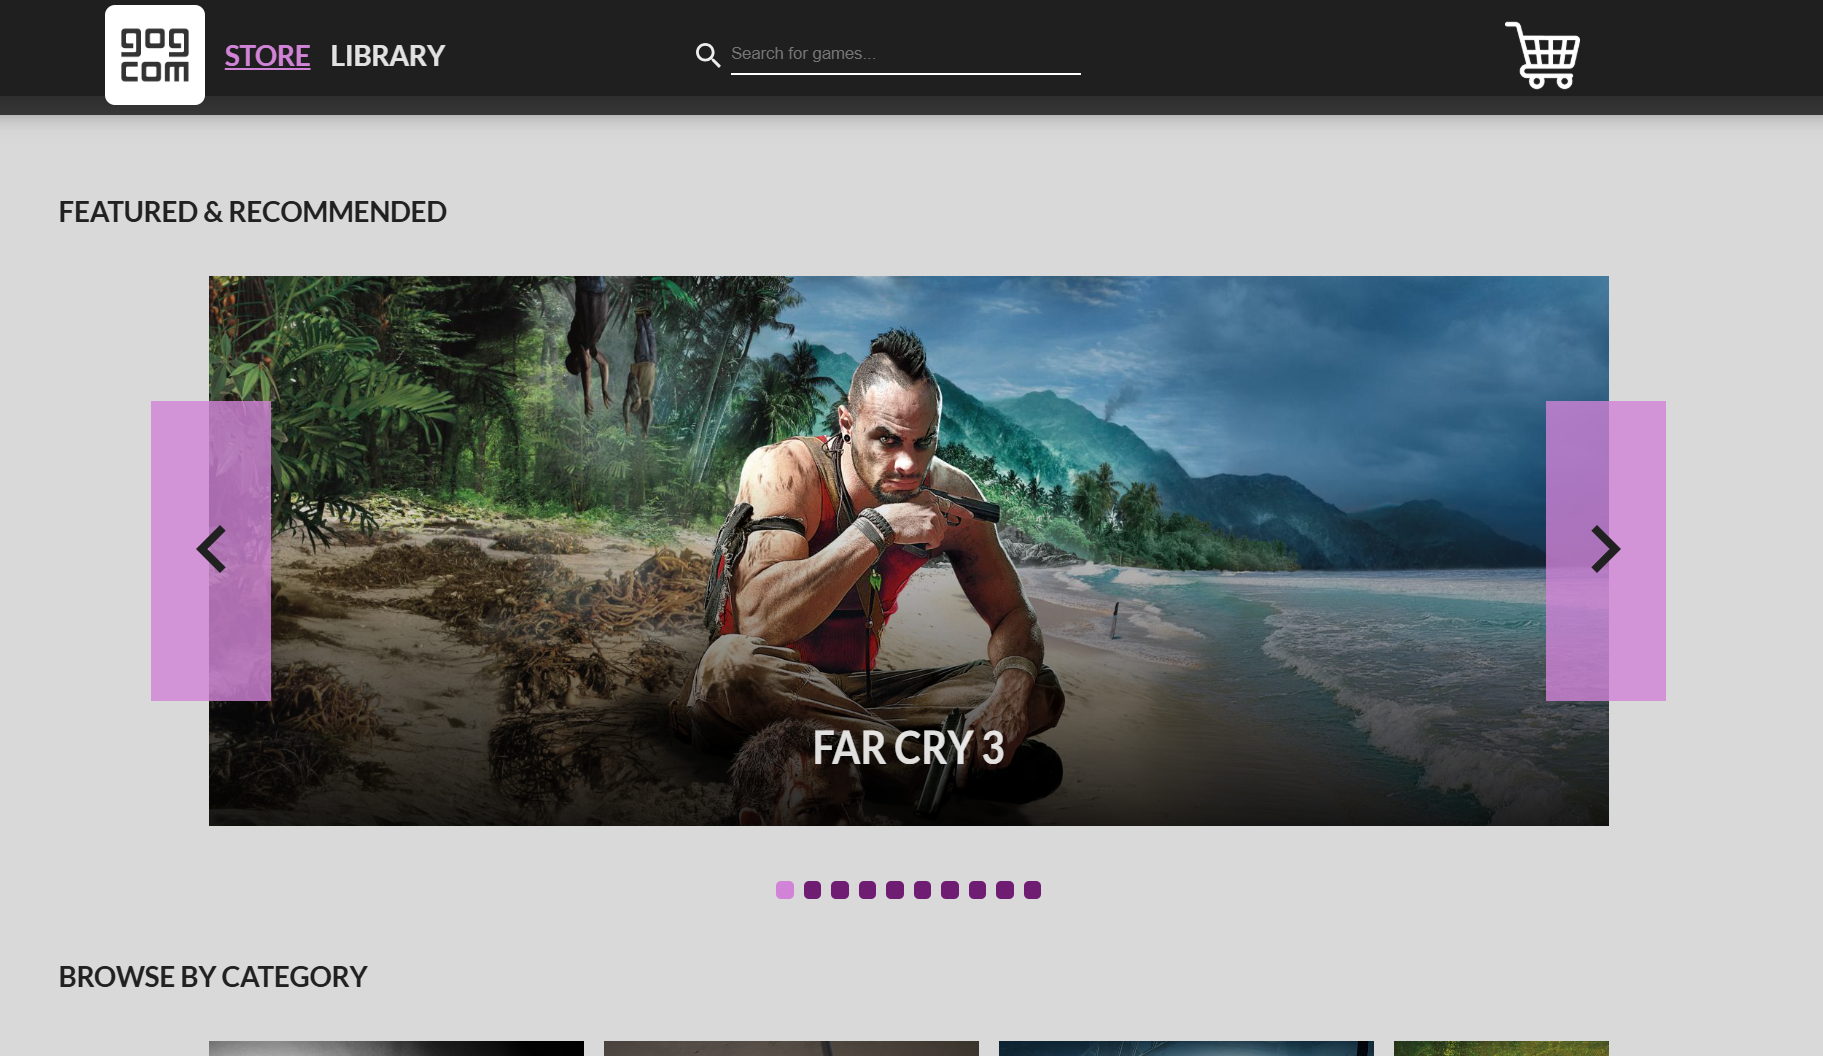 gog
com
STORE LIBRARY
Search for games...
FEATURED & RECOMMENDED
FAR CRY 3
BROWSE BY CATEGORY